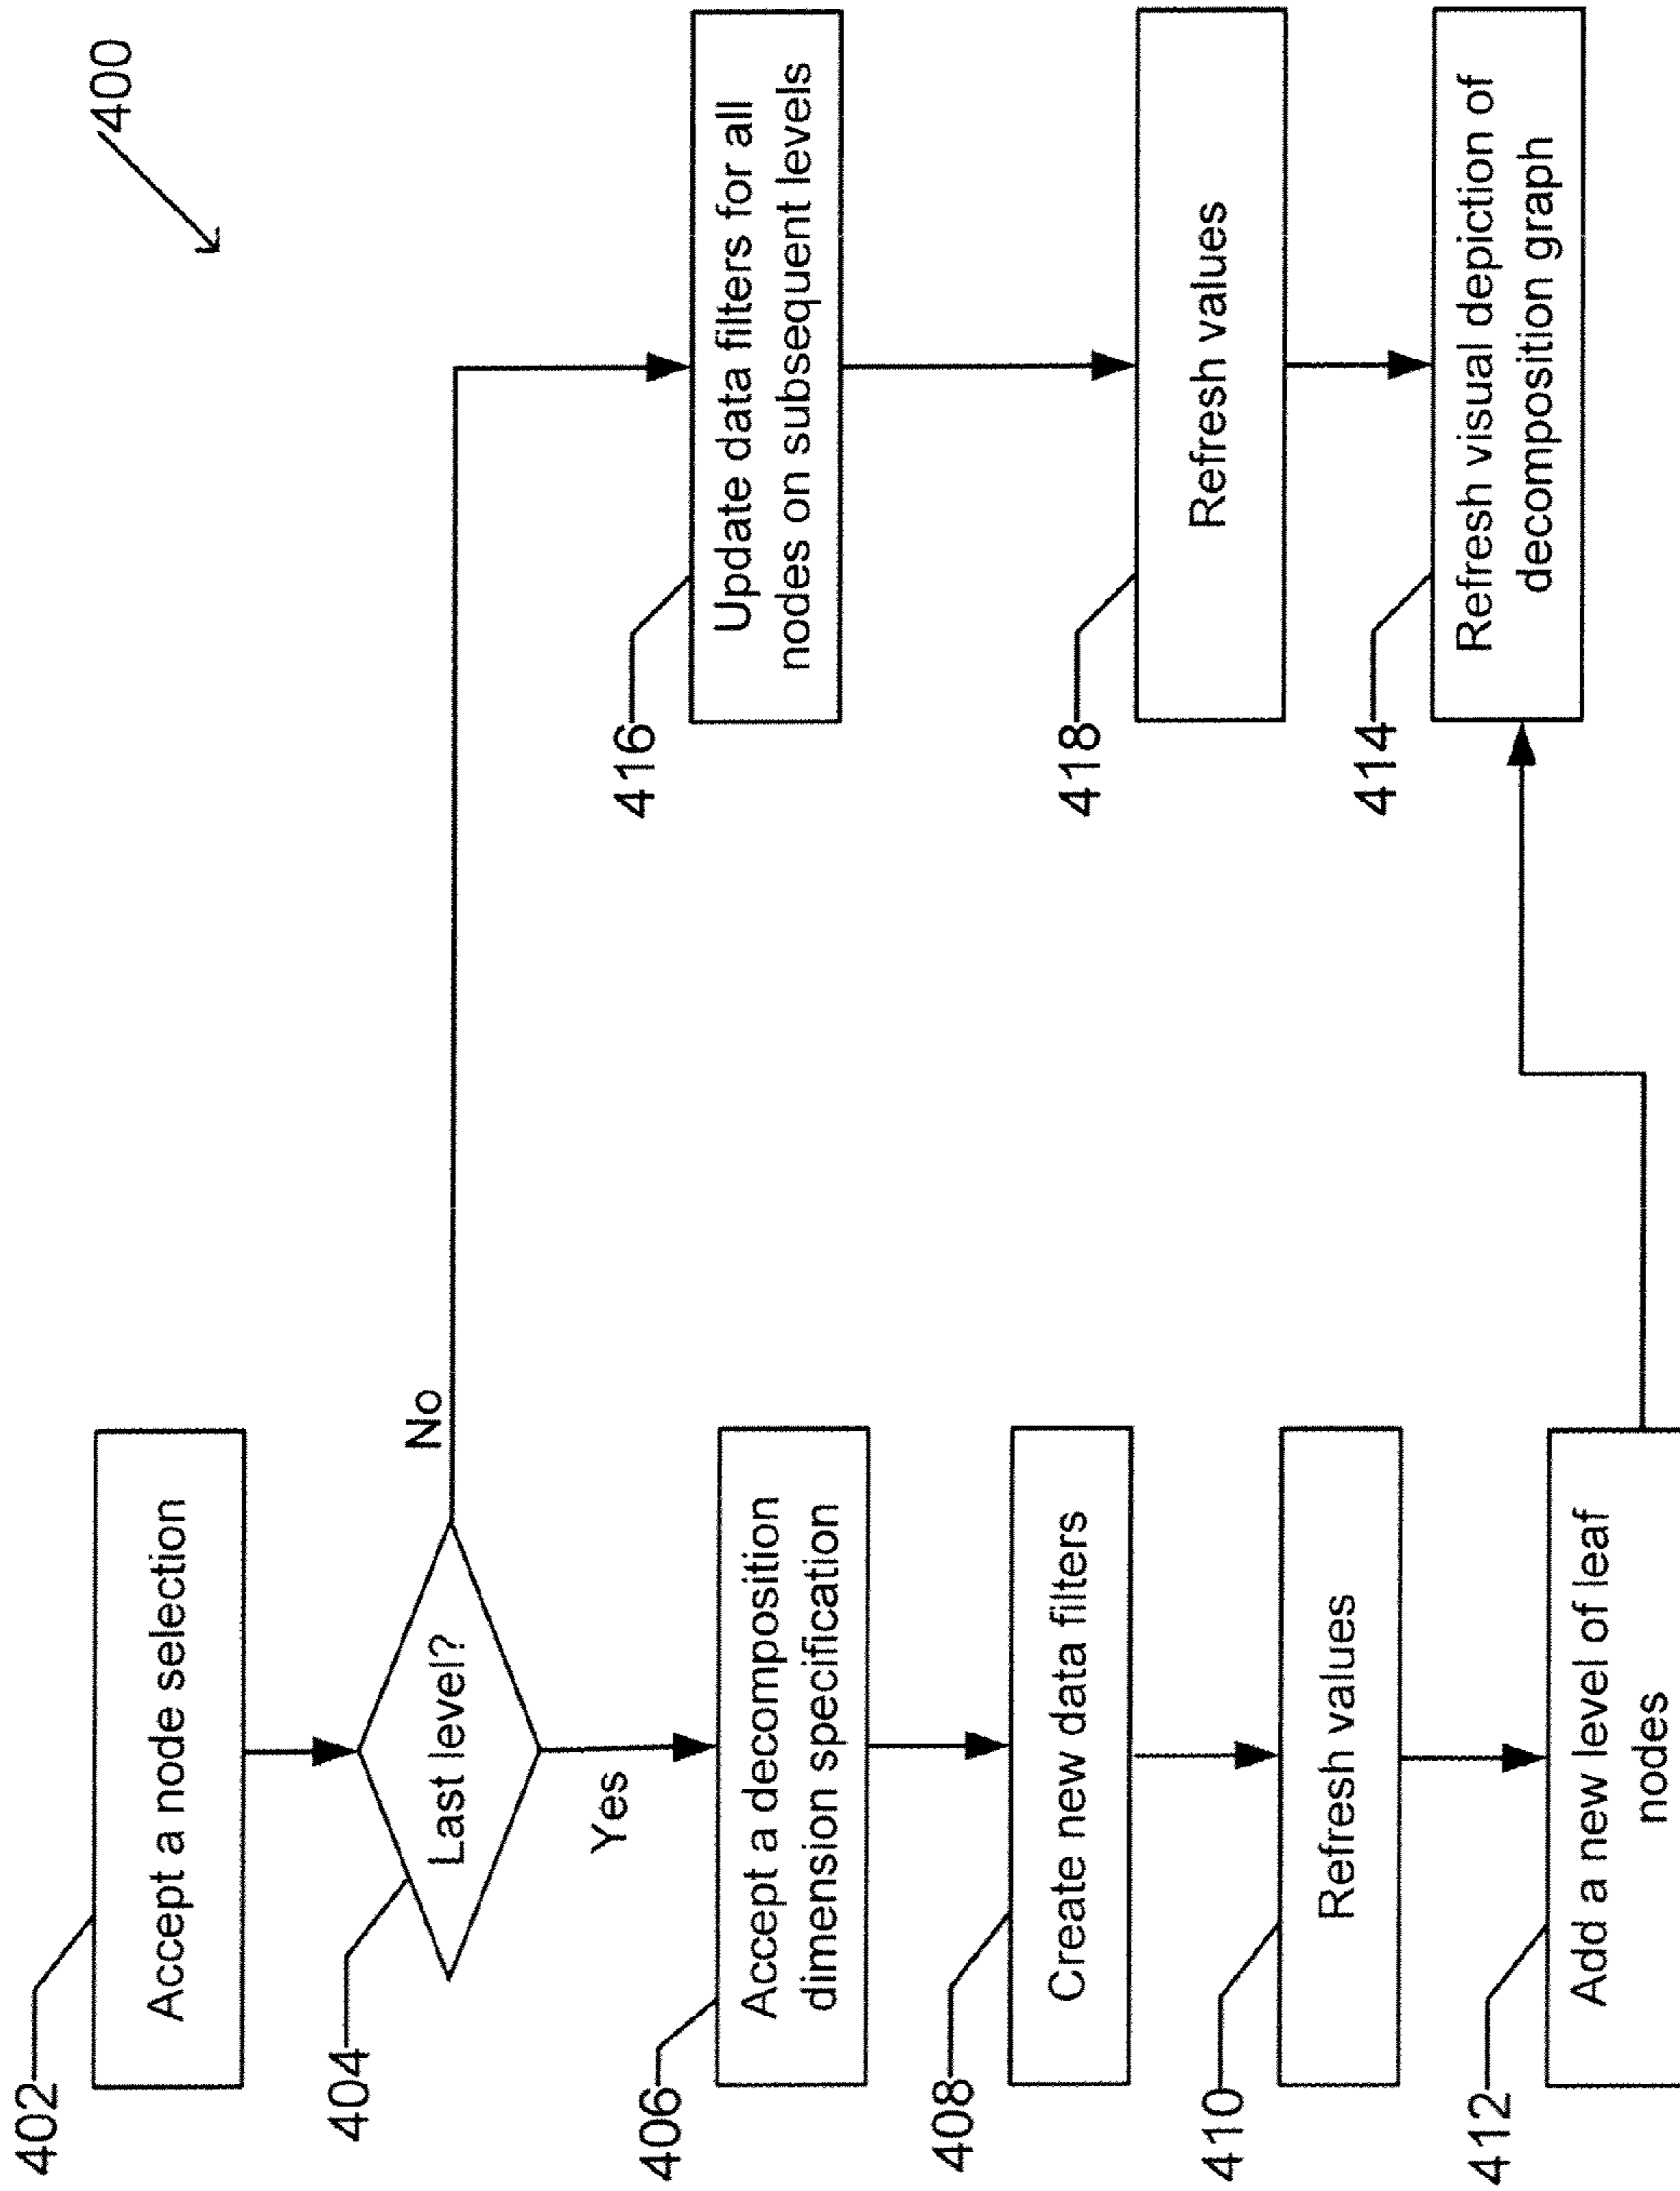 400
402
Accept a node selection
404
Last level?
No
Yes
406
Accept a decomposition
dimension specification
408
Create new data filters
410
Refresh values
412
Add a new level of leaf
nodes
416
Update data filters for all
nodes on subsequent levels
418
Refresh values
414
Refresh visual depiction of
decomposition graph